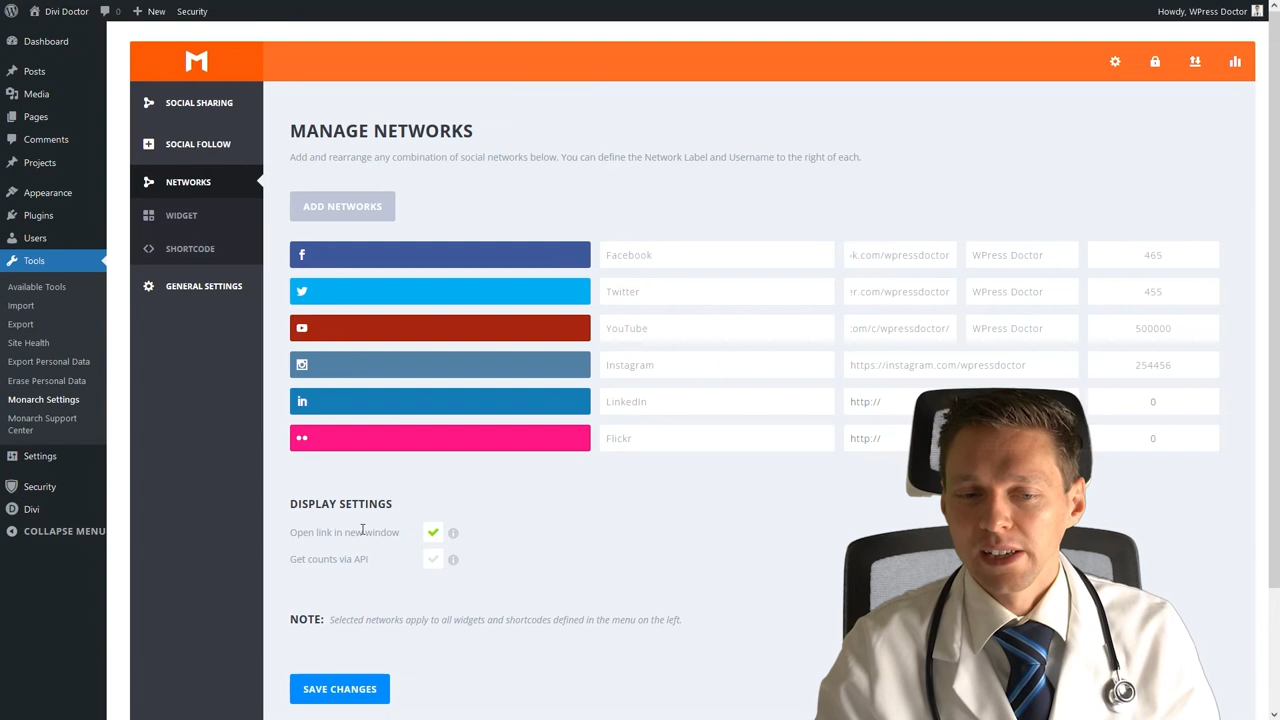 Divi Doctor
0
New
Security
Howdy, WPress Doctor
Dashboard
Posts
Media
Pages
Comments
Projects
Appearance
Plugins
Users
Tools
Available Tools
Import
Export
Site Health
Export Personal Data
Erase Personal Data
Monarch Settings
Monarch Support
Center
Settings
Security
Divi
COLLAPSE MENU
SOCIAL SHARING
SOCIAL FOLLOW
NETWORKS
WIDGET
SHORTCODE
GENERAL SETTINGS
MANAGE NETWORKS
Add and rearrange any combination of social networks below. You can define the Network Label and Username to the right of each.
ADD NETWORKS
Facebook
k.com/wpressdoctor
WPress Doctor
465
Twitter
er.com/wpressdoctor
WPress Doctor
455
YouTube
.com/c/wpressdoctor/
WPress Doctor
500000
Instagram
https://instagram.com/wpressdoctor
254456
LinkedIn
http://
0
Flickr
http://
0
DISPLAY SETTINGS
Open link in new window
Get counts via API
NOTE: Selected networks apply to all widgets and shortcodes defined in the menu on the left.
SAVE CHANGES